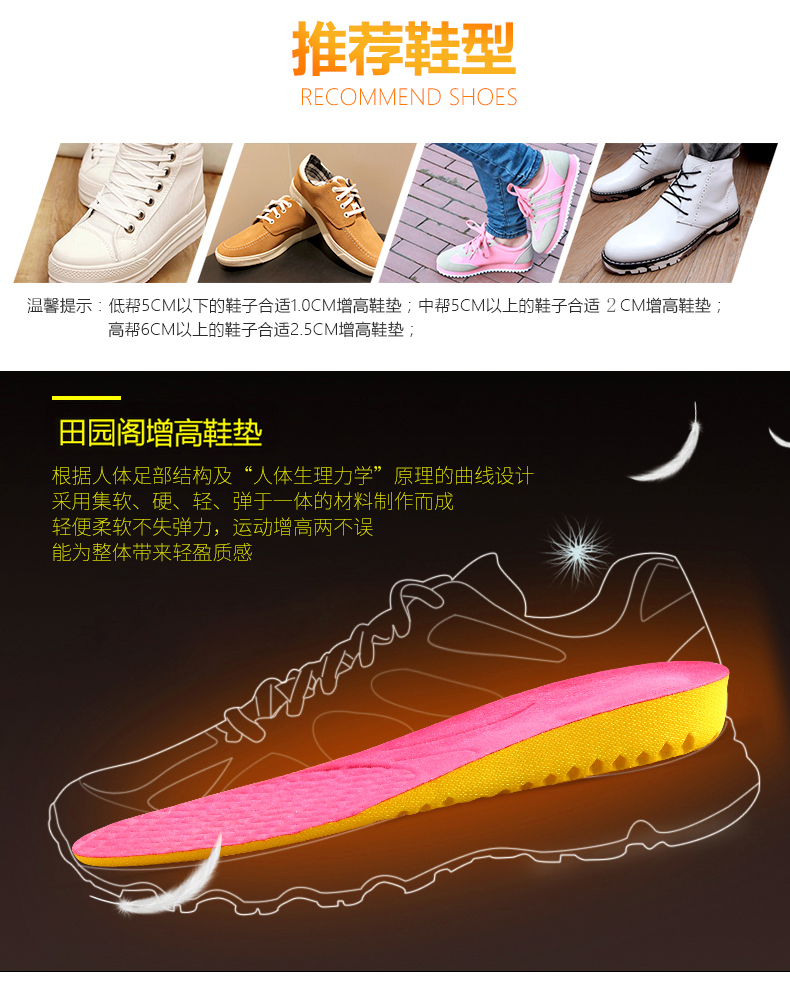 推荐鞋型
RECOMMEND SHOES
温馨提示：低帮5CM以下的鞋子合适1.0CM增高鞋垫；中帮5CM以上的鞋子合适 2 CM增高鞋垫；
高帮6CM以上的鞋子合适2.5CM增高鞋垫；
田园阁增高鞋垫
根据人体足部结构及“人体生理力学”原理的曲线设计
采用集软、硬、轻、弹于一体的材料制作而成
轻便柔软不失弹力，运动增高两不误
能为整体带来轻盈质感